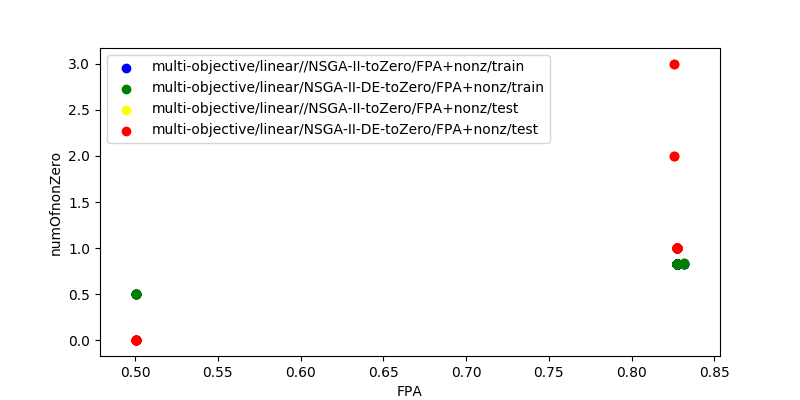 multi-objective/linear//NSGA-II-toZero/FPA+nonz/train
multi-objective/linear/NSGA-II-DE-toZero/FPA+nonz/train
multi-objective/linear//NSGA-II-toZero/FPA+nonz/test
multi-objective/linear/NSGA-II-DE-toZero/FPA+nonz/test
numOfnonZero
3.0
2.5
2.0
1.5
1.0
0.5
0.0
0.50 0.55 0.60 0.65 0.70 0.75 0.80 0.85
FPA